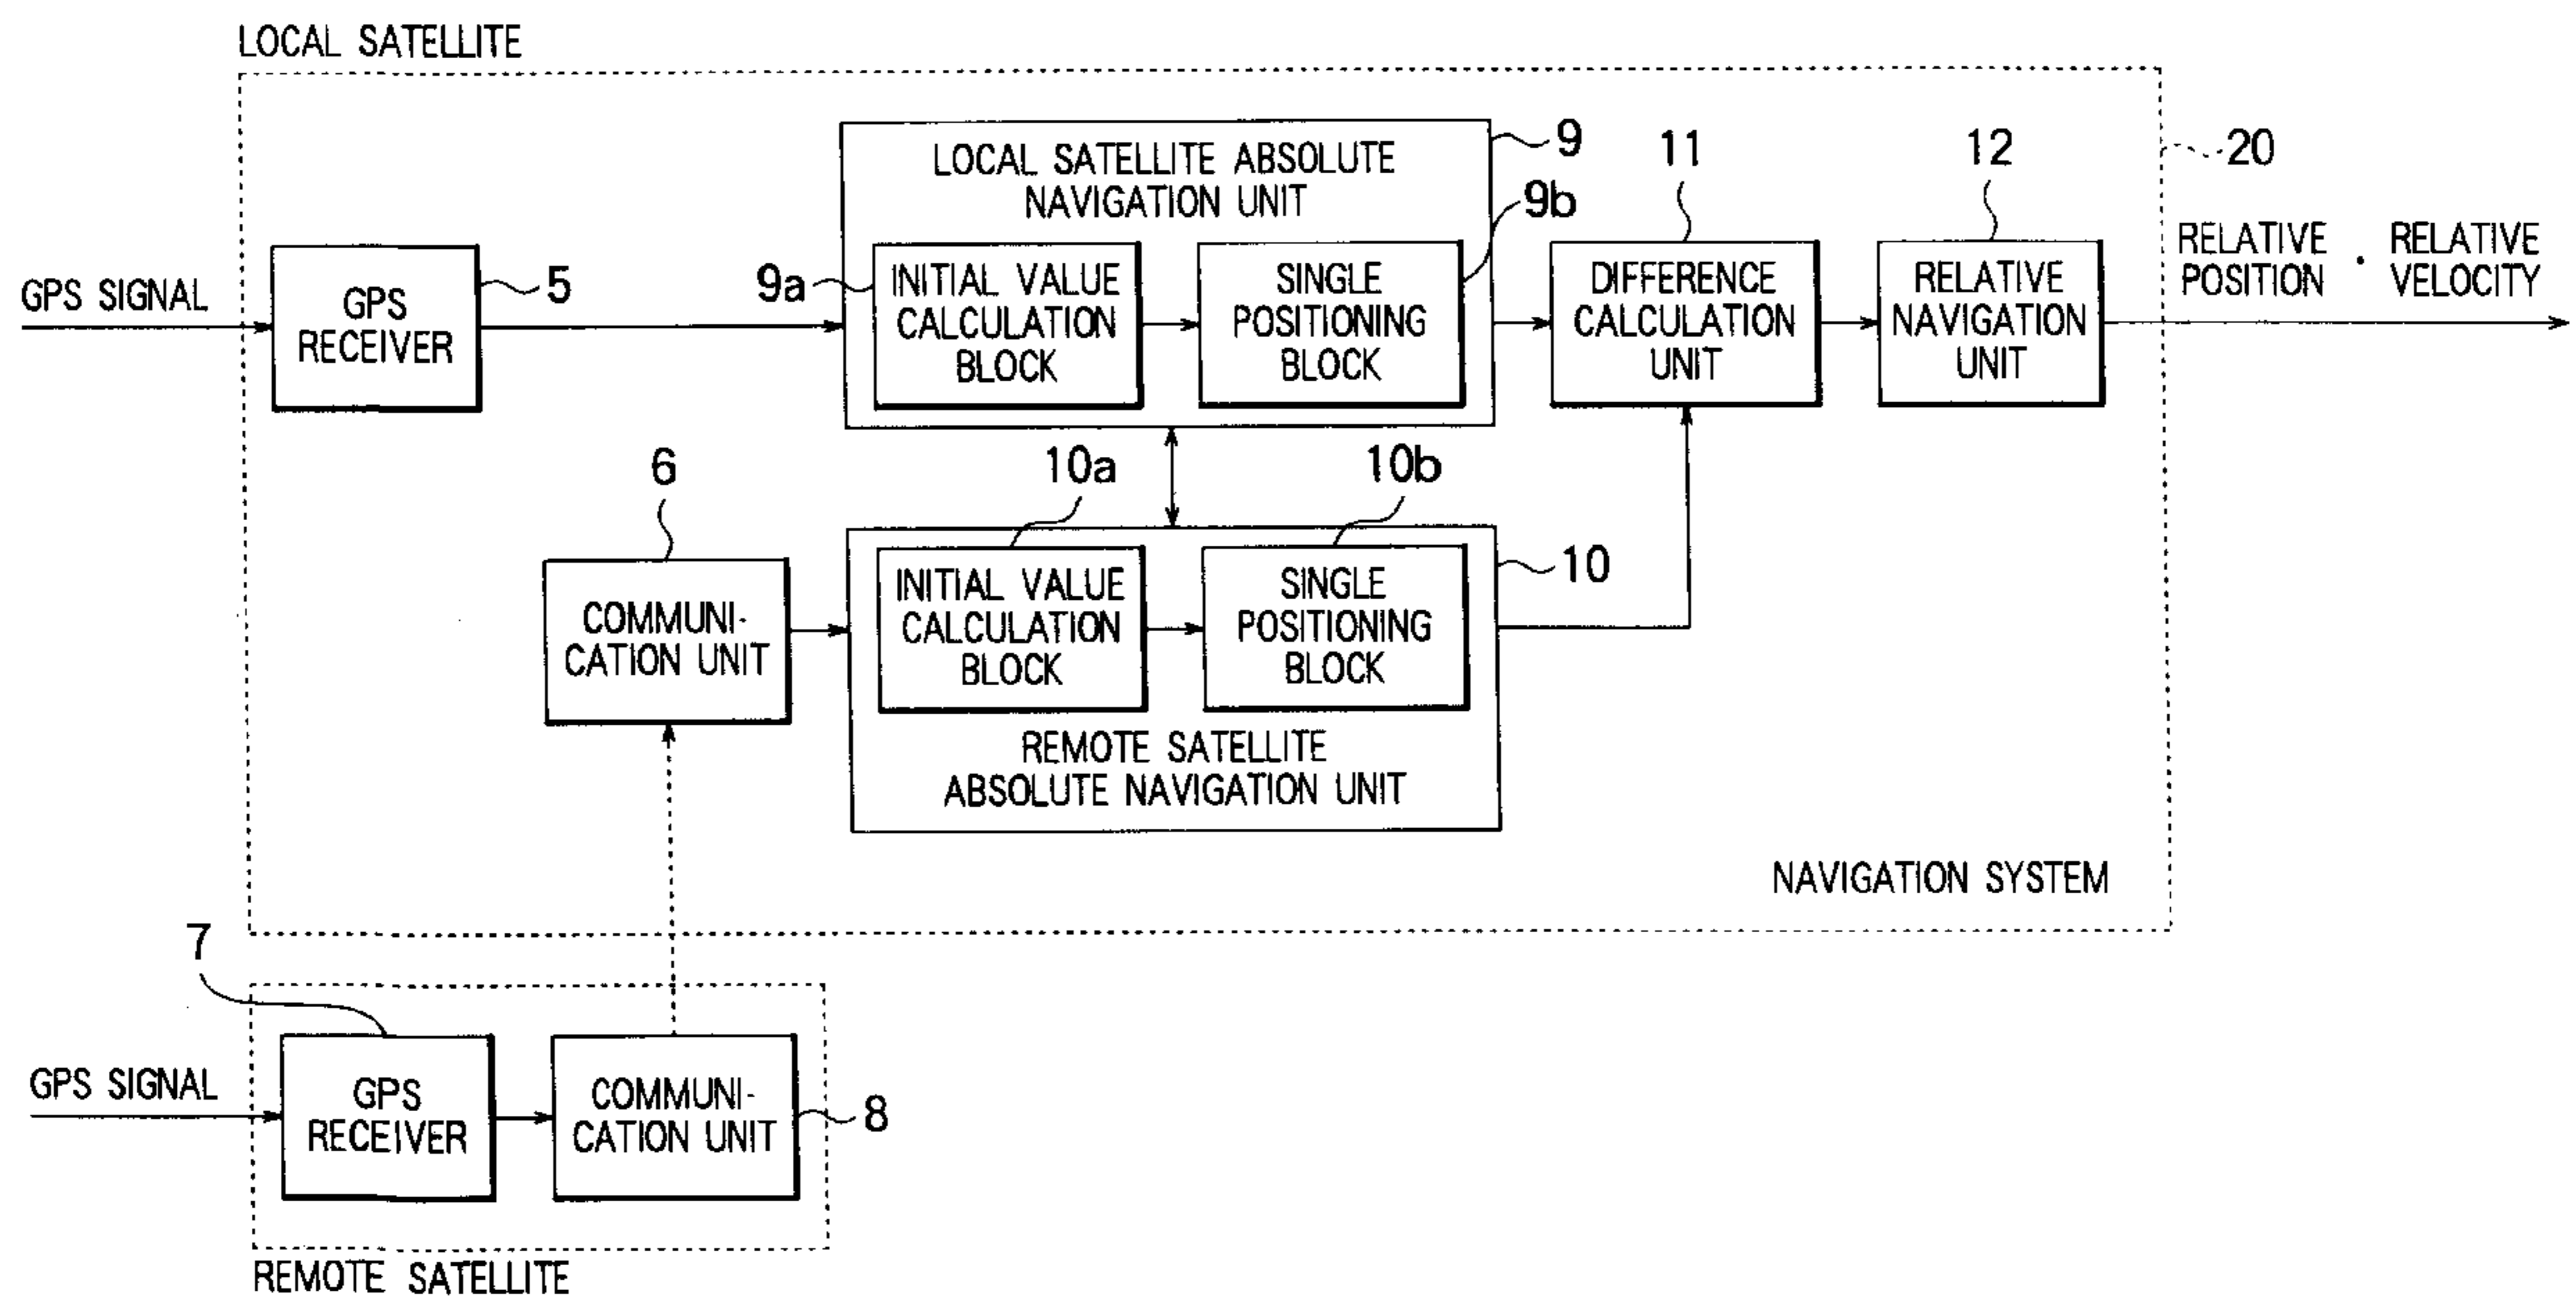 LOCAL SATELLITE
9
LOCAL SATELLITE ABSOLUTE
NAVIGATION UNIT
11
12
20
9b
GPS SIGNAL
GPS
RECEIVER
5
9a
INITIAL VALUE
CALCULATION
BLOCK
SINGLE
POSITIONING
BLOCK
DIFFERENCE
CALCULATION
UNIT
RELATIVE
NAVIGATION
UNIT
RELATIVE
POSITION
·
RELATIVE
VELOCITY
6
10a
10b
10
COMMUNI-
CATION UNIT
INITIAL VALUE
CALCULATION
BLOCK
SINGLE
POSITIONING
BLOCK
REMOTE SATELLITE
ABSOLUTE NAVIGATION UNIT
NAVIGATION SYSTEM
7
GPS SIGNAL
GPS
RECEIVER
COMMUNI-
CATION UNIT
8
REMOTE SATELLITE